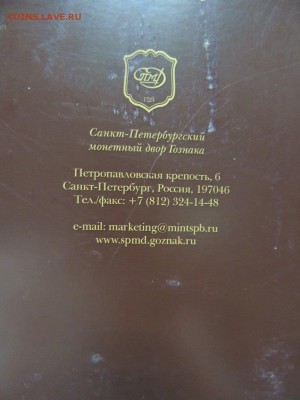 COINS.LAVE.RU
СПМД
1724
Санкт-Петербургский
монетный двор Гознака
Петропавловская крепость, 6
Санкт-Петербург, Россия, 197046
Тел./факс: +7 (812) 324-14-48
e-mail: marketing@mintspb.ru
www.spmd.goznak.ru